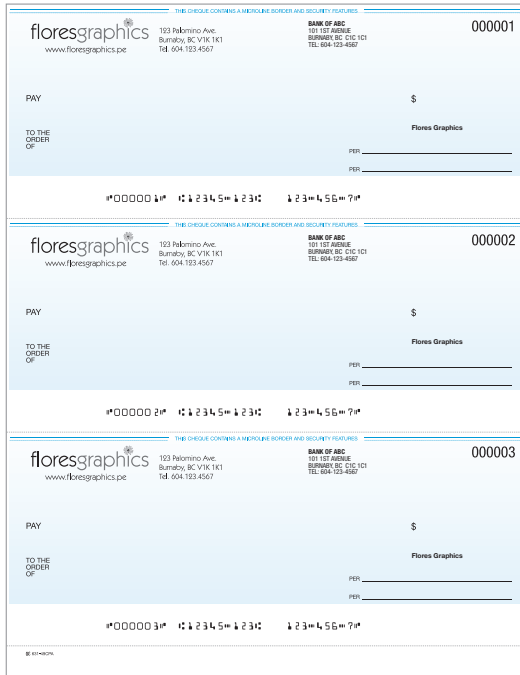 THIS CHEQUE CONTAINS A MICROLINE BORDER AND SECURITY FEATURES
floresgraphics
www.floresgraphics.pe
123 Palomino Ave.
Burnaby, BC V1K 1K1
Tel. 604.123.4567
BANK OF ABC
101 1ST AVENUE
BURNABY, BC C1C 1C1
TEL: 604-123-4567
000001
PAY
$
TO THE
ORDER
OF
Flores Graphics
PER
PER
⑈000001⑈ ⑆12345⑉123⑆ 123⑉456⑉7⑈
THIS CHEQUE CONTAINS A MICROLINE BORDER AND SECURITY FEATURES
floresgraphics
www.floresgraphics.pe
123 Palomino Ave.
Burnaby, BC V1K 1K1
Tel. 604.123.4567
BANK OF ABC
101 1ST AVENUE
BURNABY, BC C1C 1C1
TEL: 604-123-4567
000002
PAY
$
TO THE
ORDER
OF
Flores Graphics
PER
PER
⑈000002⑈ ⑆12345⑉123⑆ 123⑉456⑉7⑈
THIS CHEQUE CONTAINS A MICROLINE BORDER AND SECURITY FEATURES
floresgraphics
www.floresgraphics.pe
123 Palomino Ave.
Burnaby, BC V1K 1K1
Tel. 604.123.4567
BANK OF ABC
101 1ST AVENUE
BURNABY, BC C1C 1C1
TEL: 604-123-4567
000003
PAY
$
TO THE
ORDER
OF
Flores Graphics
PER
PER
⑈000003⑈ ⑆12345⑉123⑆ 123⑉456⑉7⑈